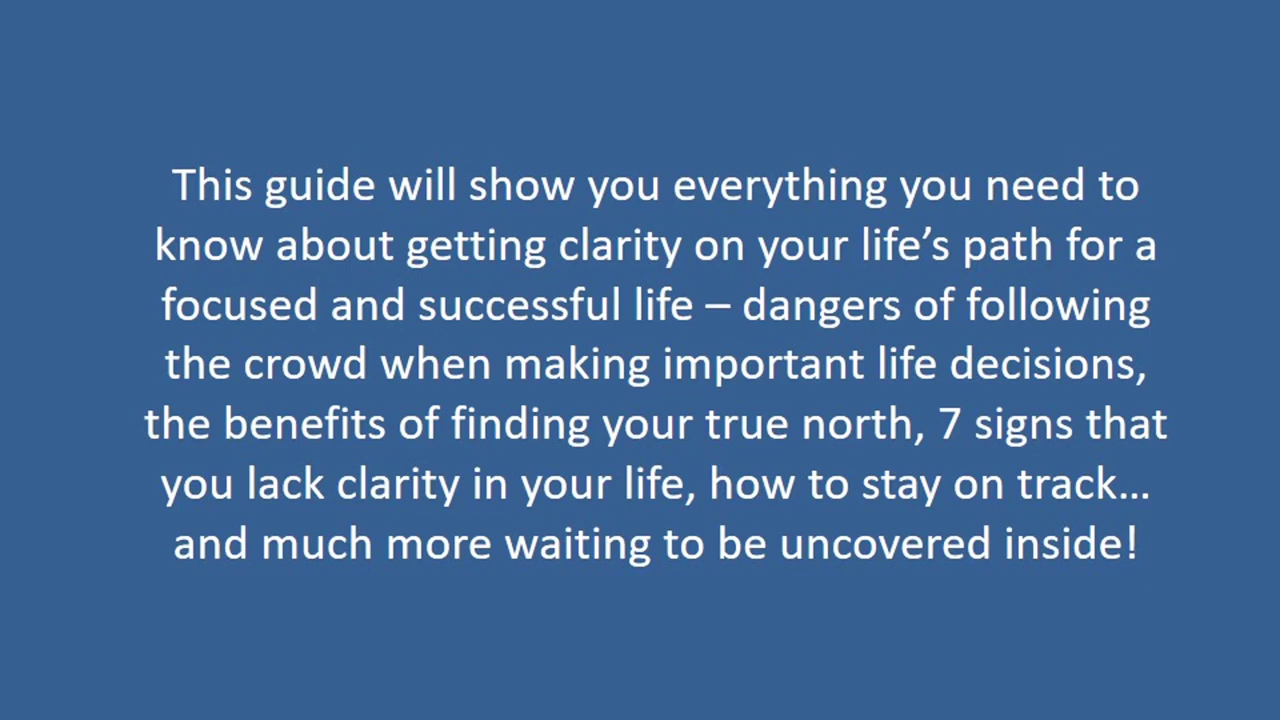 This guide will show you everything you need to
know about getting clarity on your life’s path for a
focused and successful life – dangers of following
the crowd when making important life decisions,
the benefits of finding your true north, 7 signs that
you lack clarity in your life, how to stay on track...
and much more waiting to be uncovered inside!